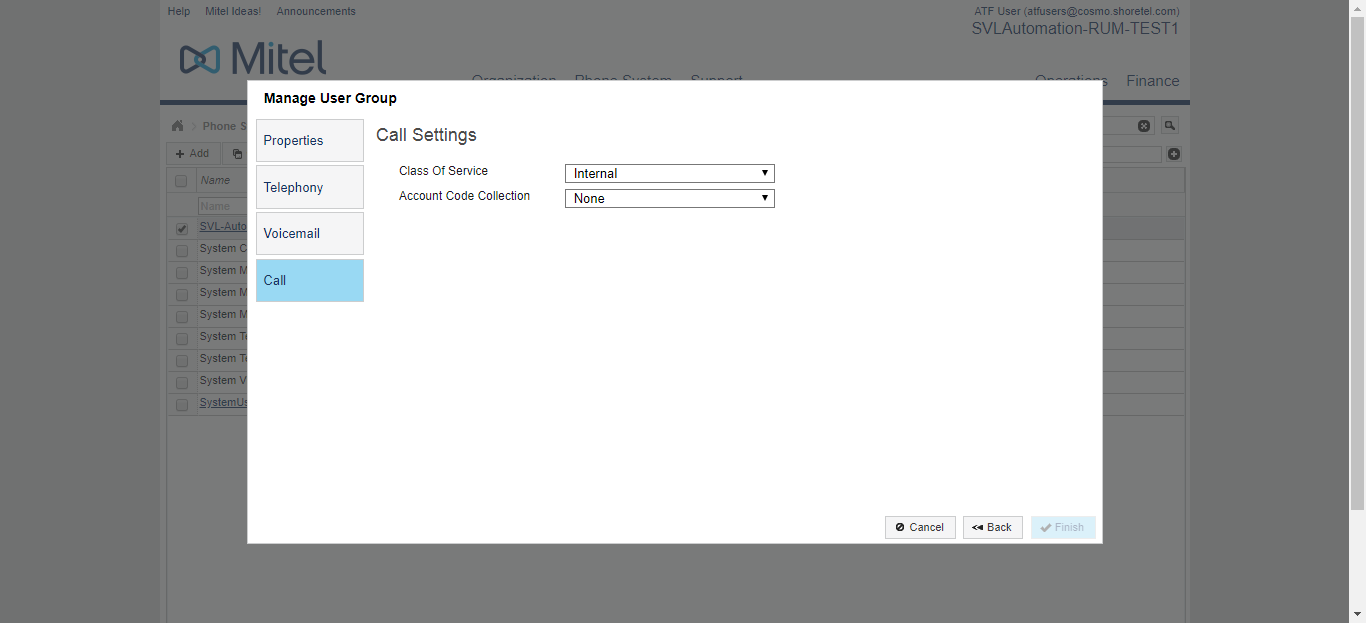 Help Mitel Ideas! Announcements
ATF User (atfusers@cosmo.shoretel.com)
SVLAutomation-RUM-TEST1
Mitel
Organization Phone System Support Operations Finance
Manage User Group
Phone S
Add
Name
Name
SVL-Auto
System C
System M
System M
System M
System Te
System Te
System V
SystemUs
Properties
Telephony
Voicemail
Call
Call Settings
Class Of Service Internal
Account Code Collection None
Cancel Back Finish